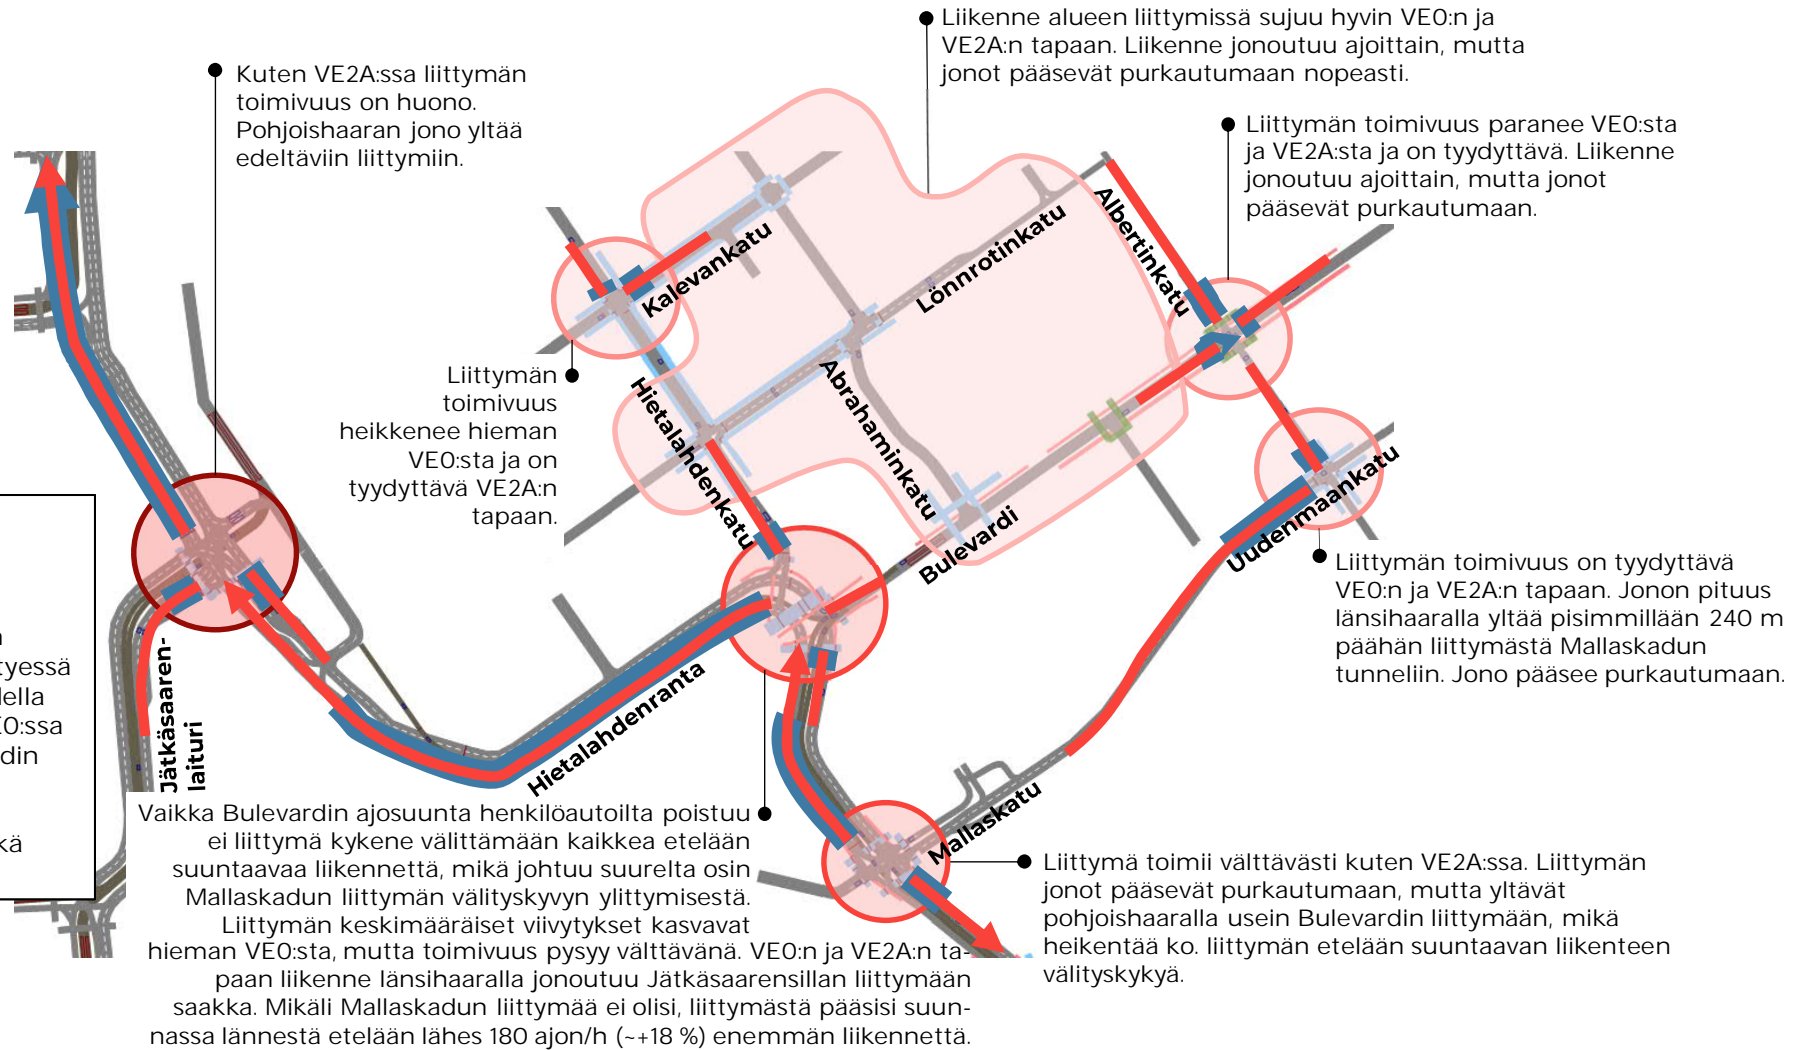 Liikenne alueen liittymissä sujuu hyvin VE0:n ja
VE2A:n tapaan. Liikenne jonoutuu ajoittain, mutta
jonot pääsevät purkautumaan nopeasti.
Kuten VE2A:ssa liittymän
toimivuus on huono.
Pohjoishaaran jono yltää
edeltäviin liittymiin.
Liittymän toimivuus paranee VE0:sta
ja VE2A:sta ja on tyydyttävä. Liikenne
jonoutuu ajoittain, mutta jonot
pääsevät purkautumaan.
Kalevankatu
Lönnrotinkatu
Albertinkatu
Liittymän
toimivuus
heikkenee hieman
VE0:sta ja on
tyydyttävä VE2A:n
tapaan.
Hietalahdenkatu
Abrahaminkatu
Bulevardi
Uudenmaankatu
Liittymän toimivuus on tyydyttävä
VE0:n ja VE2A:n tapaan. Jonon pituus
länsihaaralla yltää pisimmillään 240 m
päähän liittymästä Mallaskadun
tunneliin. Jono pääsee purkautumaan.
tyessä
della
E0:ssa
din
kä
Jätkäsaaren-
laituri
Hietalahdenranta
Mallaskatu
Vaikka Bulevardin ajosuunta henkilöautoilta poistuu
ei liittymä kykene välittämään kaikkea etelään
suuntaavaa liikennettä, mikä johtuu suurelta osin
Mallaskadun liittymän välityskyvyn ylittymisestä.
Liittymän keskimääräiset viivytykset kasvavat
hieman VE0:sta, mutta toimivuus pysyy välttävänä. VE0:n ja VE2A:n ta-
paan liikenne länsihaaralla jonoutuu Jätkäsaarensillan liittymään
saakka. Mikäli Mallaskadun liittymää ei olisi, liittymästä pääsisi suun-
nassa lännestä etelään lähes 180 ajon/h (~+18 %) enemmän liikennettä.
Liittymä toimii välttävästi kuten VE2A:ssa. Liittymän
jonot pääsevät purkautumaan, mutta yltävät
pohjoishaaralla usein Bulevardin liittymään, mikä
heikentää ko. liittymän etelään suuntaavan liikenteen
välityskykyä.